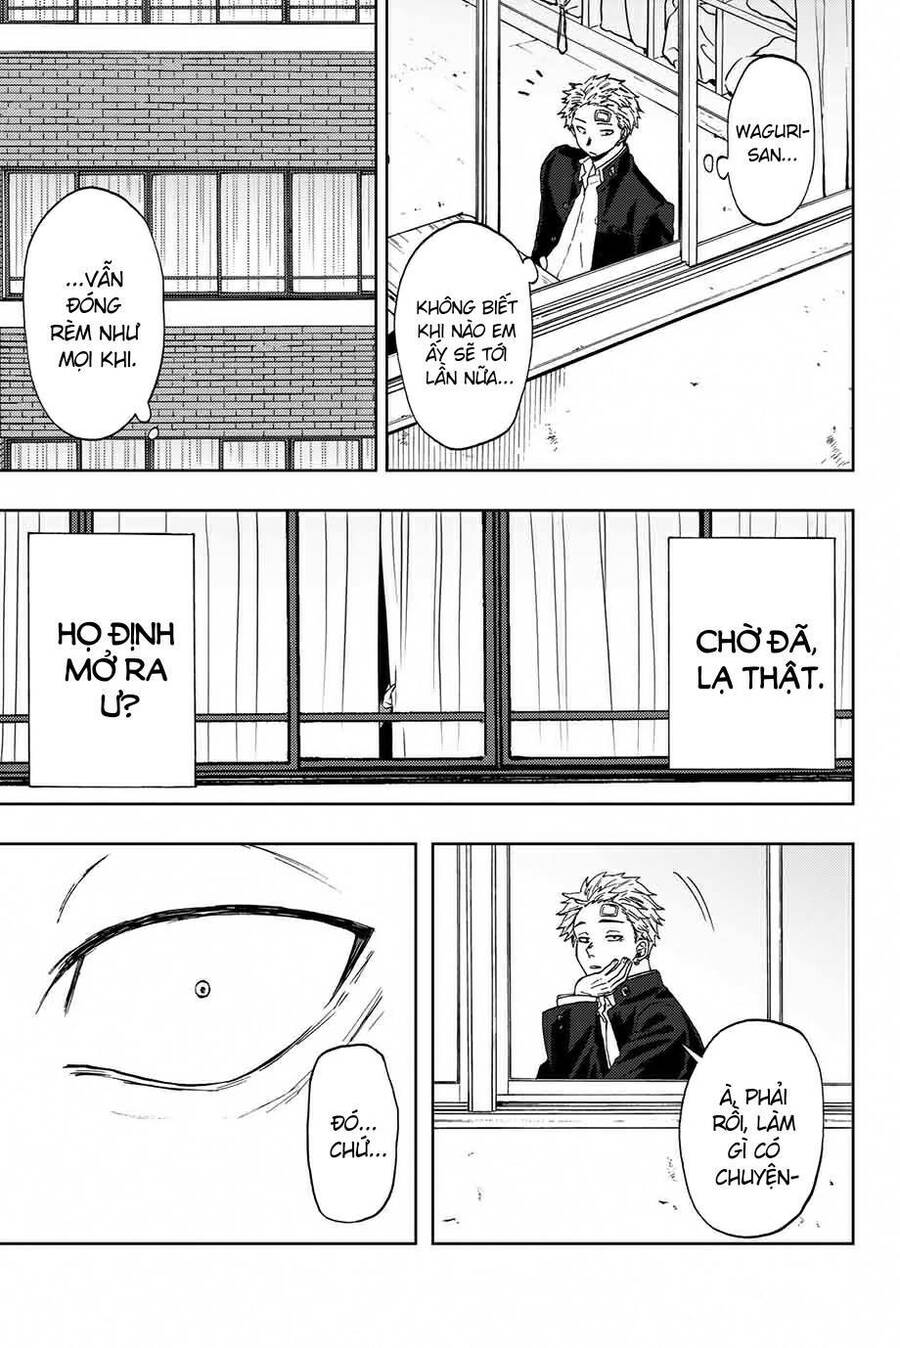 WAGURI-
SAN...
KHÔNG BIẾT
KHI NÀO EM
ẤY SẼ TỚI
LẦN NỮA...
...VẪN
ĐÓNG
RÈM NHƯ
MỌI KHI.
CHỜ ĐÃ,
LẠ THẬT.
HỌ ĐỊNH
MỞ RA
Ư?
À, PHẢI
RỒI, LÀM
GÌ CÓ
CHUYỆN-
ĐÓ...
CHỨ...